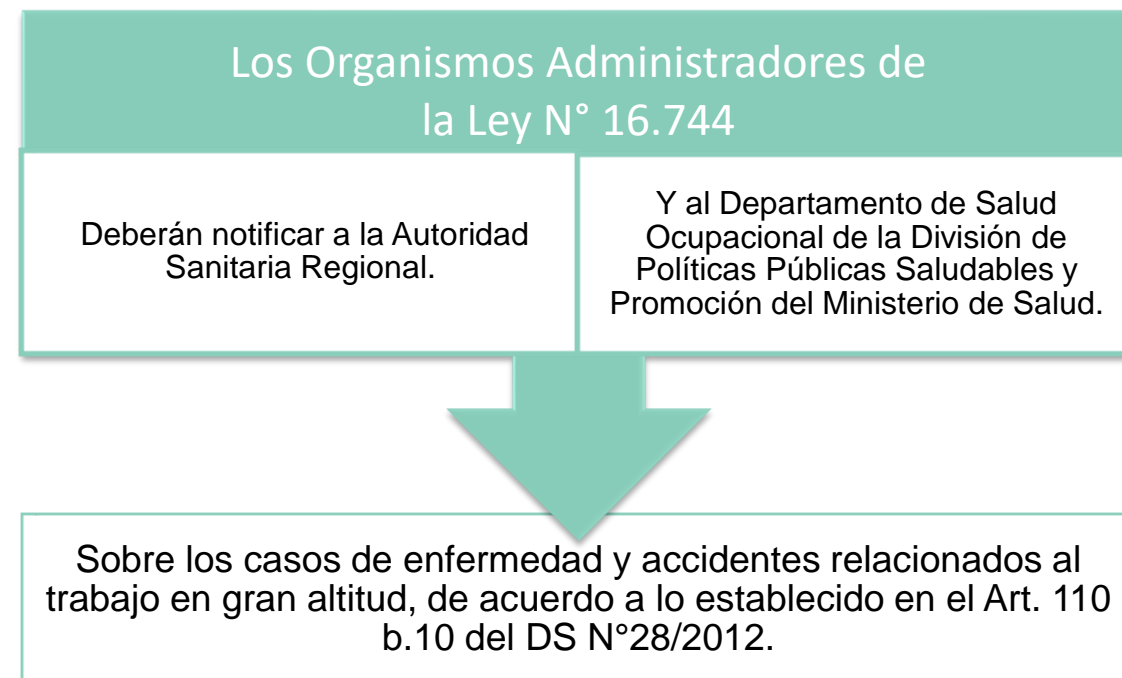 Los Organismos Administradores de
la Ley N° 16.744
Deberán notificar a la Autoridad
Sanitaria Regional.
Y al Departamento de Salud
Ocupacional de la División de
Políticas Públicas Saludables y
Promoción del Ministerio de Salud.
Sobre los casos de enfermedad y accidentes relacionados al
trabajo en gran altitud, de acuerdo a lo establecido en el Art. 110
b.10 del DS N°28/2012.